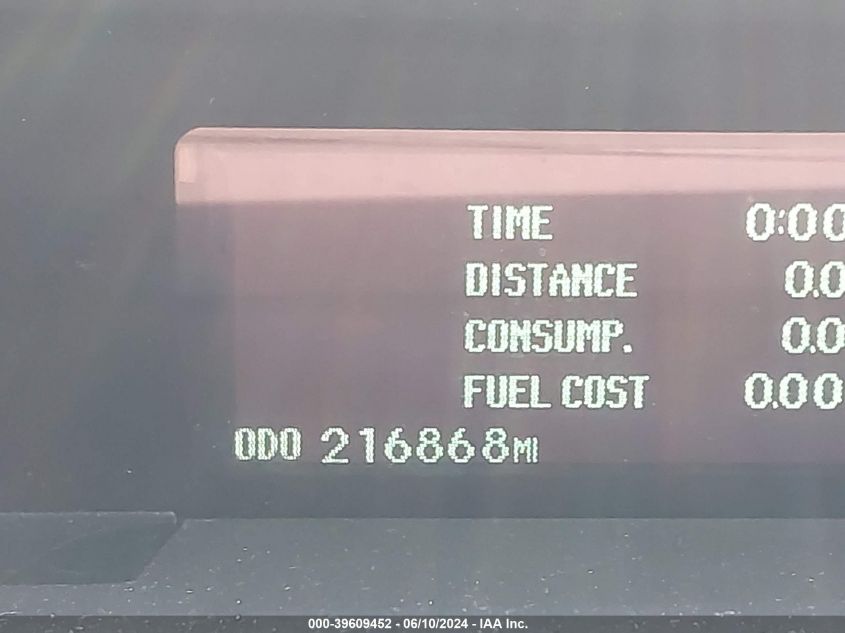 TIME 0:00
DISTANCE 0.0
CONSUMP. 0.0
FUEL COST 0.00
ODO 216868MI
000-39609452 - 06/10/2024 - IAA Inc.